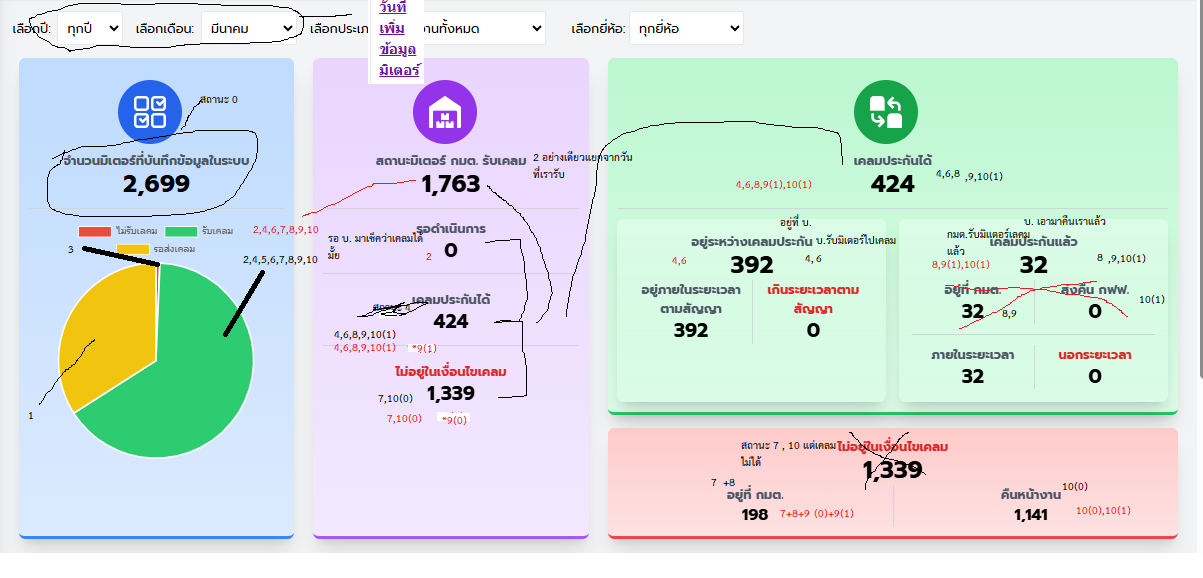 วันที่
เพิ่ม
ข้อมูล
มิเตอร์
เลือกปี: ทุกปี เลือกเดือน: มีนาคม เลือกประเภ งานทั้งหมด เลือกยี่ห้อ: ทุกยี่ห้อ
สถานะ 0
จำนวนมิเตอร์ที่บันทึกข้อมูลในระบบ
2,699
ไม่รับเลคม รับเคลม
รอส่งเคลม
3
2,4,6,7,8,9,10
2,4,5,6,7,8,9,10
1
สถานะมิเตอร์ กมต. รับเคลม
1,763
2 อย่างเดียวแยกจากวัน
ที่เรารับ
รอดำเนินการ
0
รอ บ. มาเช็คว่าเคลมได้
มั้ย
2
เคลมประกันได้
424
4,6,8,9,10(1)
4,6,8,9,10(1) *9(1)
ไม่อยู่ในเงื่อนไขเคลม
1,339
7,10(0)
7,10(0) *9(0)
เคลมประกันได้
424
4,6,8,9(1),10(1)
4,6,8 ,9,10(1)
อยู่ที่ บ.
อยู่ระหว่างเคลมประกัน บ.รับมิเตอร์ไปเคลม
4,6 392 4, 6
อยู่ภายในระยะเวลา
ตามสัญญา
392
เกินระยะเวลาตาม
สัญญา
0
บ. เอามาคืนเราแล้ว
กมต.รับมิเตอร์เคลม
แล้ว
เคลมประกันแล้ว
8,9(1),10(1) 32 8 ,9,10(1)
อยู่ที่ กมต. ส่งคืน กฟฟ.
32 8,9 0 10(1)
ภายในระยะเวลา นอกระยะเวลา
32 0
สถานะ 7 , 10 แต่เคลม
ไม่ได้
ไม่อยู่ในเงื่อนไขเคลม
1,339
7 +8
อยู่ที่ กมต.
198 7+8+9 (0)+9(1)
10(0)
คืนหน้างาน
1,141 10(0),10(1)